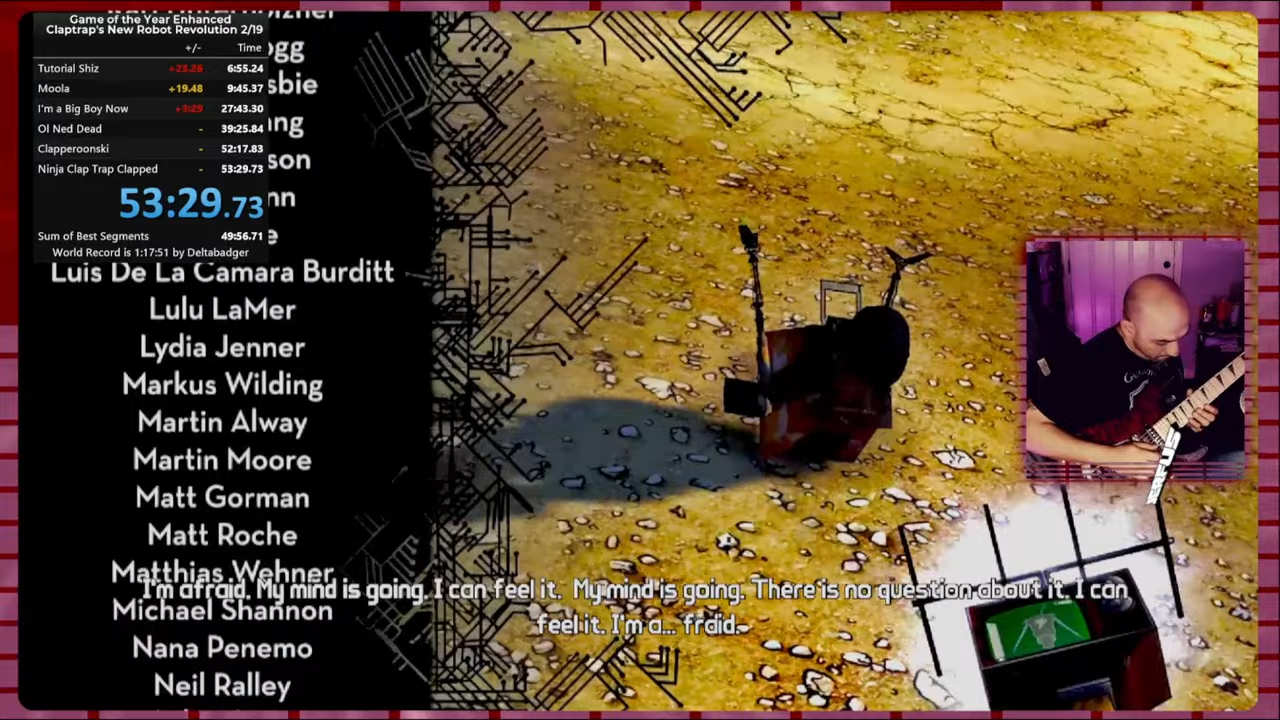 Game of the Year Enhanced
Claptrap's New Robot Revolution 2/19
+/- Time
Tutorial Shiz +23.26 6:55.24
Moola +19.48 9:45.37
I'm a Big Boy Now +3:29 27:43.30
Ol Ned Dead - 39:25.84
Clapperoonski - 52:17.83
Ninja Clap Trap Clapped - 53:29.73
53:29.73
Sum of Best Segments 49:56.71
World Record is 1:17:51 by Deltabadger
Luis De La Camara Burditt
Lulu LaMer
Lydia Jenner
Markus Wilding
Martin Alway
Martin Moore
Matt Gorman
Matt Roche
Matthias Wehner
Michael Shannon
Nana Penemo
Neil Ralley
I'm afraid. My mind is going. I can feel it. My mind is going. There is no question about it. I can
feel it. I'm a... fraid.